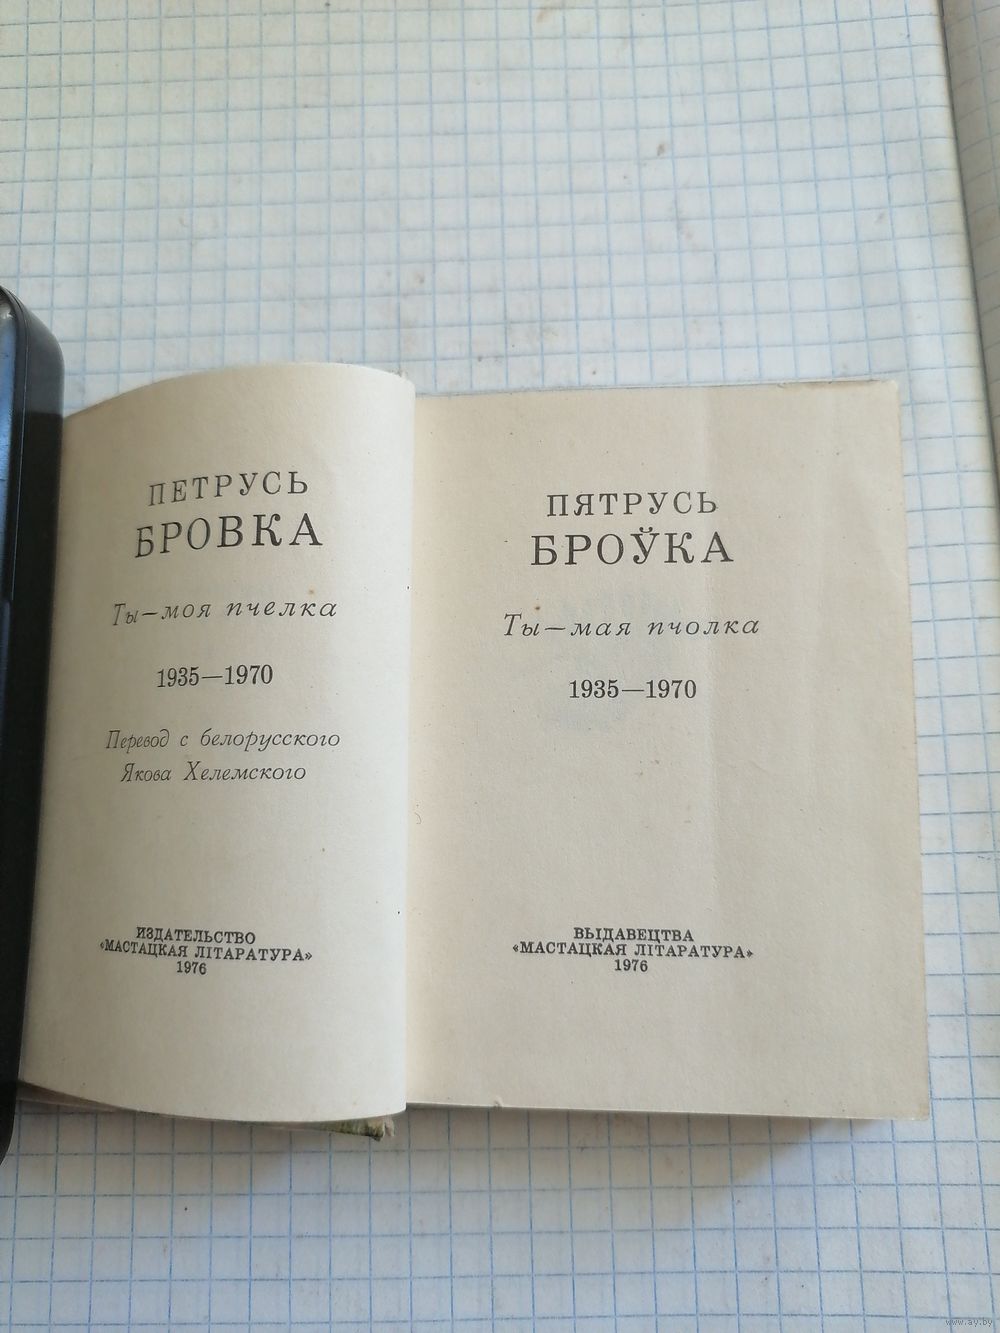 ПЕТРУСЬ
БРОВКА
Ты—моя пчелка
1935—1970
Перевод с белорусского
Якова Хелемского
ИЗДАТЕЛЬСТВО
«МАСТАЦКАЯ ЛІТАРАТУРА»
1976
ПЯТРУСЬ
БРОЎКА
Ты—мая пчолка
1935—1970
ВЫДАВЕЦТВА
«МАСТАЦКАЯ ЛІТАРАТУРА»
1976
www.ay.by